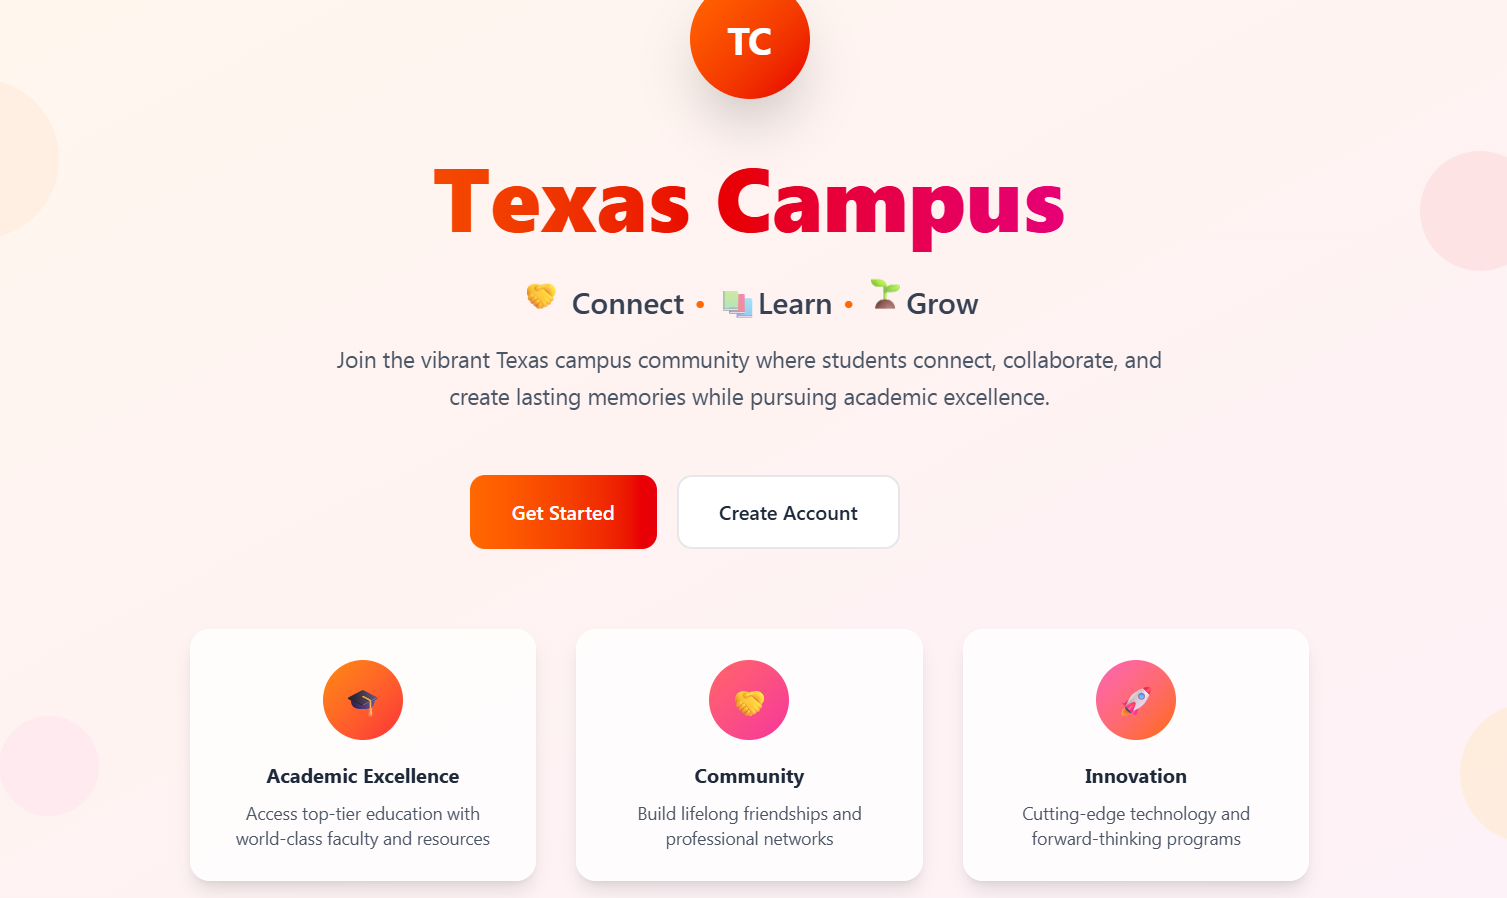 TC
Texas Campus
🤝 Connect • 📚 Learn • 🌱 Grow
Join the vibrant Texas campus community where students connect, collaborate, and
create lasting memories while pursuing academic excellence.
Get Started
Create Account
Academic Excellence
Access top-tier education with
world-class faculty and resources
Community
Build lifelong friendships and
professional networks
Innovation
Cutting-edge technology and
forward-thinking programs